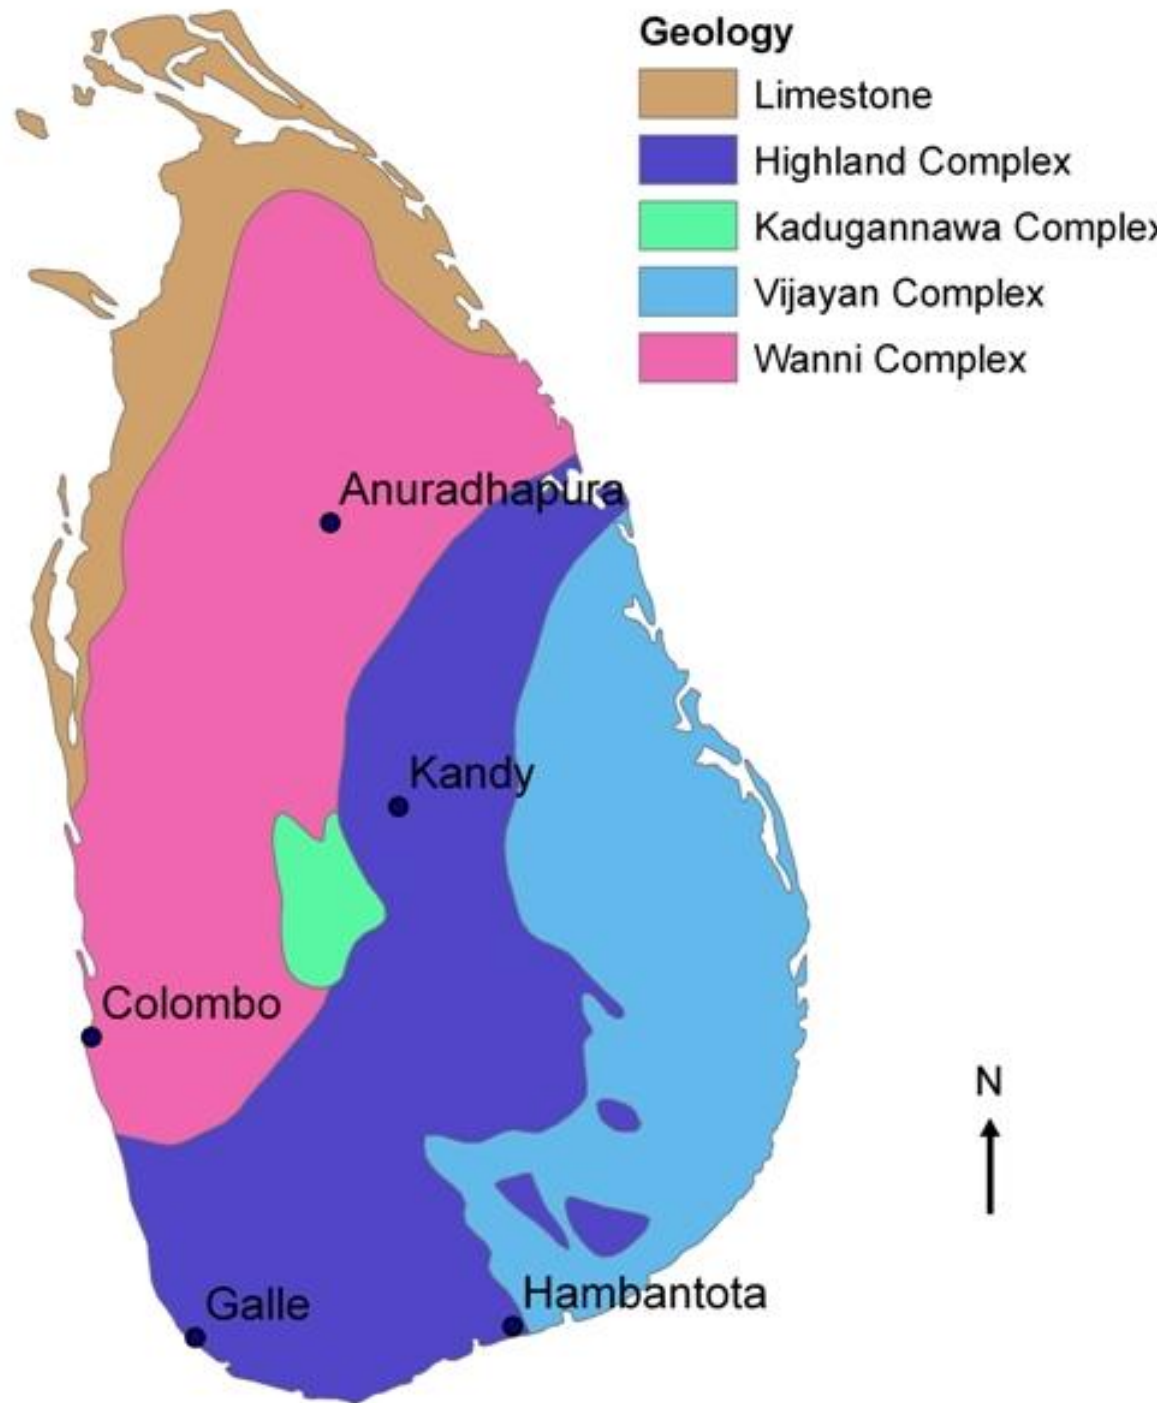 Geology
Limestone
Highland Complex
Kadugannawa Complex
Vijayan Complex
Wanni Complex
Anuradhapura
Kandy
Colombo
N
Galle
Hambantota